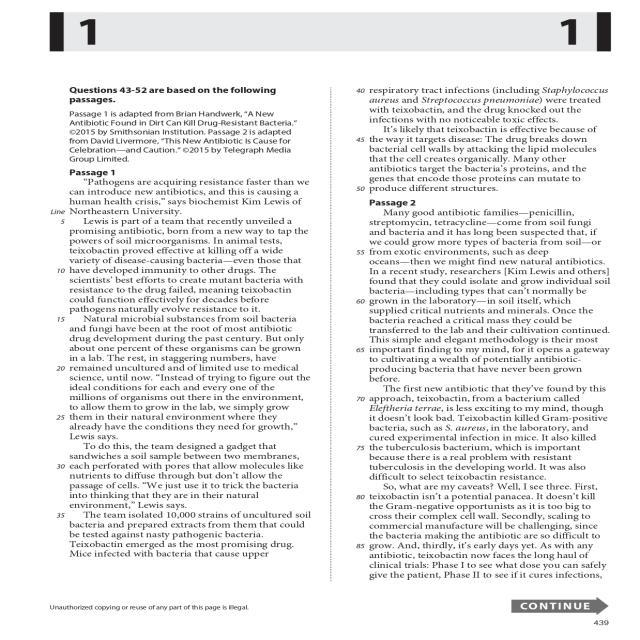 1
1
Questions 43-52 are based on the following
passages.
Passage 1 is adapted from Brian Handwerk, “A New
Antibiotic Found in Dirt Can Kill Drug-Resistant Bacteria.”
©2015 by Smithsonian Institution. Passage 2 is adapted
from David Livermore, “This New Antibiotic Is Cause for
Celebration—and Caution.” ©2015 by Telegraph Media
Group Limited.
Passage 1
“Pathogens are acquiring resistance faster than we
can introduce new antibiotics, and this is causing a
human health crisis,” says biochemist Kim Lewis of
Line Northeastern University.
5 Lewis is part of a team that recently unveiled a
promising antibiotic, born from a new way to tap the
powers of soil microorganisms. In animal tests,
teixobactin proved effective at killing off a wide
variety of disease-causing bacteria—even those that
10 have developed immunity to other drugs. The
scientists’ best efforts to create mutant bacteria with
resistance to the drug failed, meaning teixobactin
could function effectively for decades before
pathogens naturally evolve resistance to it.
15 Natural microbial substances from soil bacteria
and fungi have been at the root of most antibiotic
drug development during the past century. But only
about one percent of these organisms can be grown
in a lab. The rest, in staggering numbers, have
20 remained uncultured and of limited use to medical
science, until now. “Instead of trying to figure out the
ideal conditions for each and every one of the
millions of organisms out there in the environment,
to allow them to grow in the lab, we simply grow
25 them in their natural environment where they
already have the conditions they need for growth,”
Lewis says.
To do this, the team designed a gadget that
sandwiches a soil sample between two membranes,
30 each perforated with pores that allow molecules like
nutrients to diffuse through but don’t allow the
passage of cells. “We just use it to trick the bacteria
into thinking that they are in their natural
environment,” Lewis says.
35 The team isolated 10,000 strains of uncultured soil
bacteria and prepared extracts from them that could
be tested against nasty pathogenic bacteria.
Teixobactin emerged as the most promising drug.
Mice infected with bacteria that cause upper
40 respiratory tract infections (including Staphylococcus
aureus and Streptococcus pneumoniae) were treated
with teixobactin, and the drug knocked out the
infections with no noticeable toxic effects.
It’s likely that teixobactin is effective because of
45 the way it targets disease: The drug breaks down
bacterial cell walls by attacking the lipid molecules
that the cell creates organically. Many other
antibiotics target the bacteria’s proteins, and the
genes that encode those proteins can mutate to
50 produce different structures.
Passage 2
Many good antibiotic families—penicillin,
streptomycin, tetracycline—come from soil fungi
and bacteria and it has long been suspected that, if
we could grow more types of bacteria from soil—or
55 from exotic environments, such as deep
oceans—then we might find new natural antibiotics.
In a recent study, researchers [Kim Lewis and others]
found that they could isolate and grow individual soil
bacteria—including types that can’t normally be
60 grown in the laboratory—in soil itself, which
supplied critical nutrients and minerals. Once the
bacteria reached a critical mass they could be
transferred to the lab and their cultivation continued.
This simple and elegant methodology is their most
65 important finding to my mind, for it opens a gateway
to cultivating a wealth of potentially antibiotic-
producing bacteria that have never been grown
before.
The first new antibiotic that they’ve found by this
70 approach, teixobactin, from a bacterium called
Eleftheria terrae, is less exciting to my mind, though
it doesn’t look bad. Teixobactin killed Gram-positive
bacteria, such as S. aureus, in the laboratory, and
cured experimental infection in mice. It also killed
75 the tuberculosis bacterium, which is important
because there is a real problem with resistant
tuberculosis in the developing world. It was also
difficult to select teixobactin resistance.
So, what are my caveats? Well, I see three. First,
80 teixobactin isn’t a potential panacea. It doesn’t kill
the Gram-negative opportunists as it is too big to
cross their complex cell wall. Secondly, scaling to
commercial manufacture will be challenging, since
the bacteria making the antibiotic are so difficult to
85 grow. And, thirdly, it’s early days yet. As with any
antibiotic, teixobactin now faces the long haul of
clinical trials: Phase I to see what dose you can safely
give the patient, Phase II to see if it cures infections,
Unauthorized copying or reuse of any part of this page is illegal.
CONTINUE
439